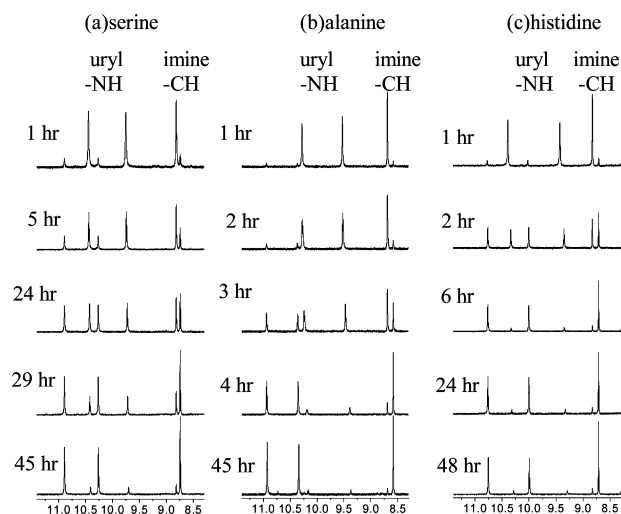 (a)serine (b)alanine (c)histidine
uryl imine uryl imine uryl imine
-NH -CH -NH -CH -NH -CH
1 hr 1 hr 1 hr
5 hr 2 hr 2 hr
24 hr 3 hr 6 hr
29 hr 4 hr 24 hr
45 hr 45 hr 48 hr
11.0 10.5 10.0 9.5 9.0 8.5 11.0 10.5 10.0 9.5 9.0 8.5 11.0 10.5 10.0 9.5 9.0 8.5